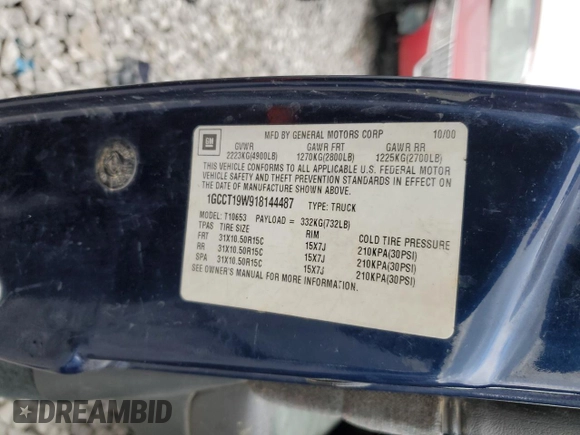 GM
MFD BY GENERAL MOTORS CORP 10/00
GVWR GAWR FRT GAWR RR
2223KG(4900LB) 1270KG(2800LB) 1225KG(2700LB)
THIS VEHICLE CONFORMS TO ALL APPLICABLE U.S. FEDERAL MOTOR
VEHICLE SAFETY AND THEFT PREVENTION STANDARDS IN EFFECT ON
THE DATE OF MANUFACTURE SHOWN ABOVE.
1GCCT19W918144487 TYPE: TRUCK
MODEL: T10653 PAYLOAD = 332KG(732LB)
TPAS TIRE SIZE RIM COLD TIRE PRESSURE
FRT 31X10.50R15C 15X7J 210KPA(30PSI)
RR 31X10.50R15C 15X7J 210KPA(30PSI)
SPA 31X10.50R15C 15X7J 210KPA(30PSI)
SEE OWNER'S MANUAL FOR MORE INFORMATION.
DREAMBID